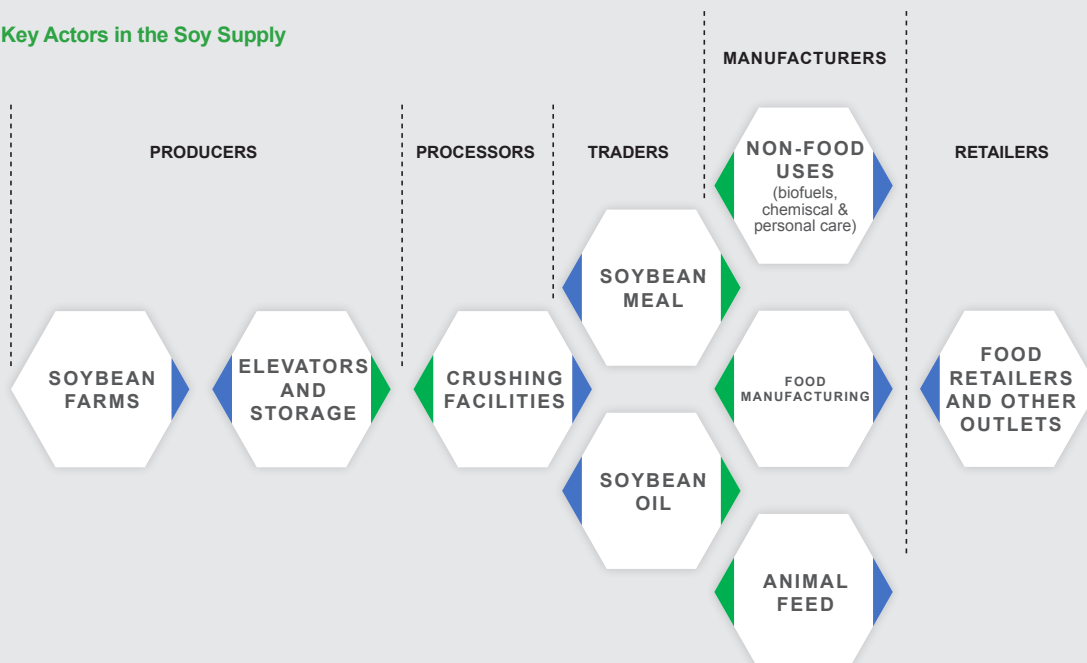 Key Actors in the Soy Supply
PRODUCERS
PROCESSORS
TRADERS
MANUFACTURERS
RETAILERS
SOYBEAN
FARMS
ELEVATORS
AND
STORAGE
CRUSHING
FACILITIES
SOYBEAN
MEAL
SOYBEAN
OIL
NON-FOOD
USES
(biofuels,
chemiscal &
personal care)
FOOD
MANUFACTURING
ANIMAL
FEED
FOOD
RETAILERS
AND OTHER
OUTLETS